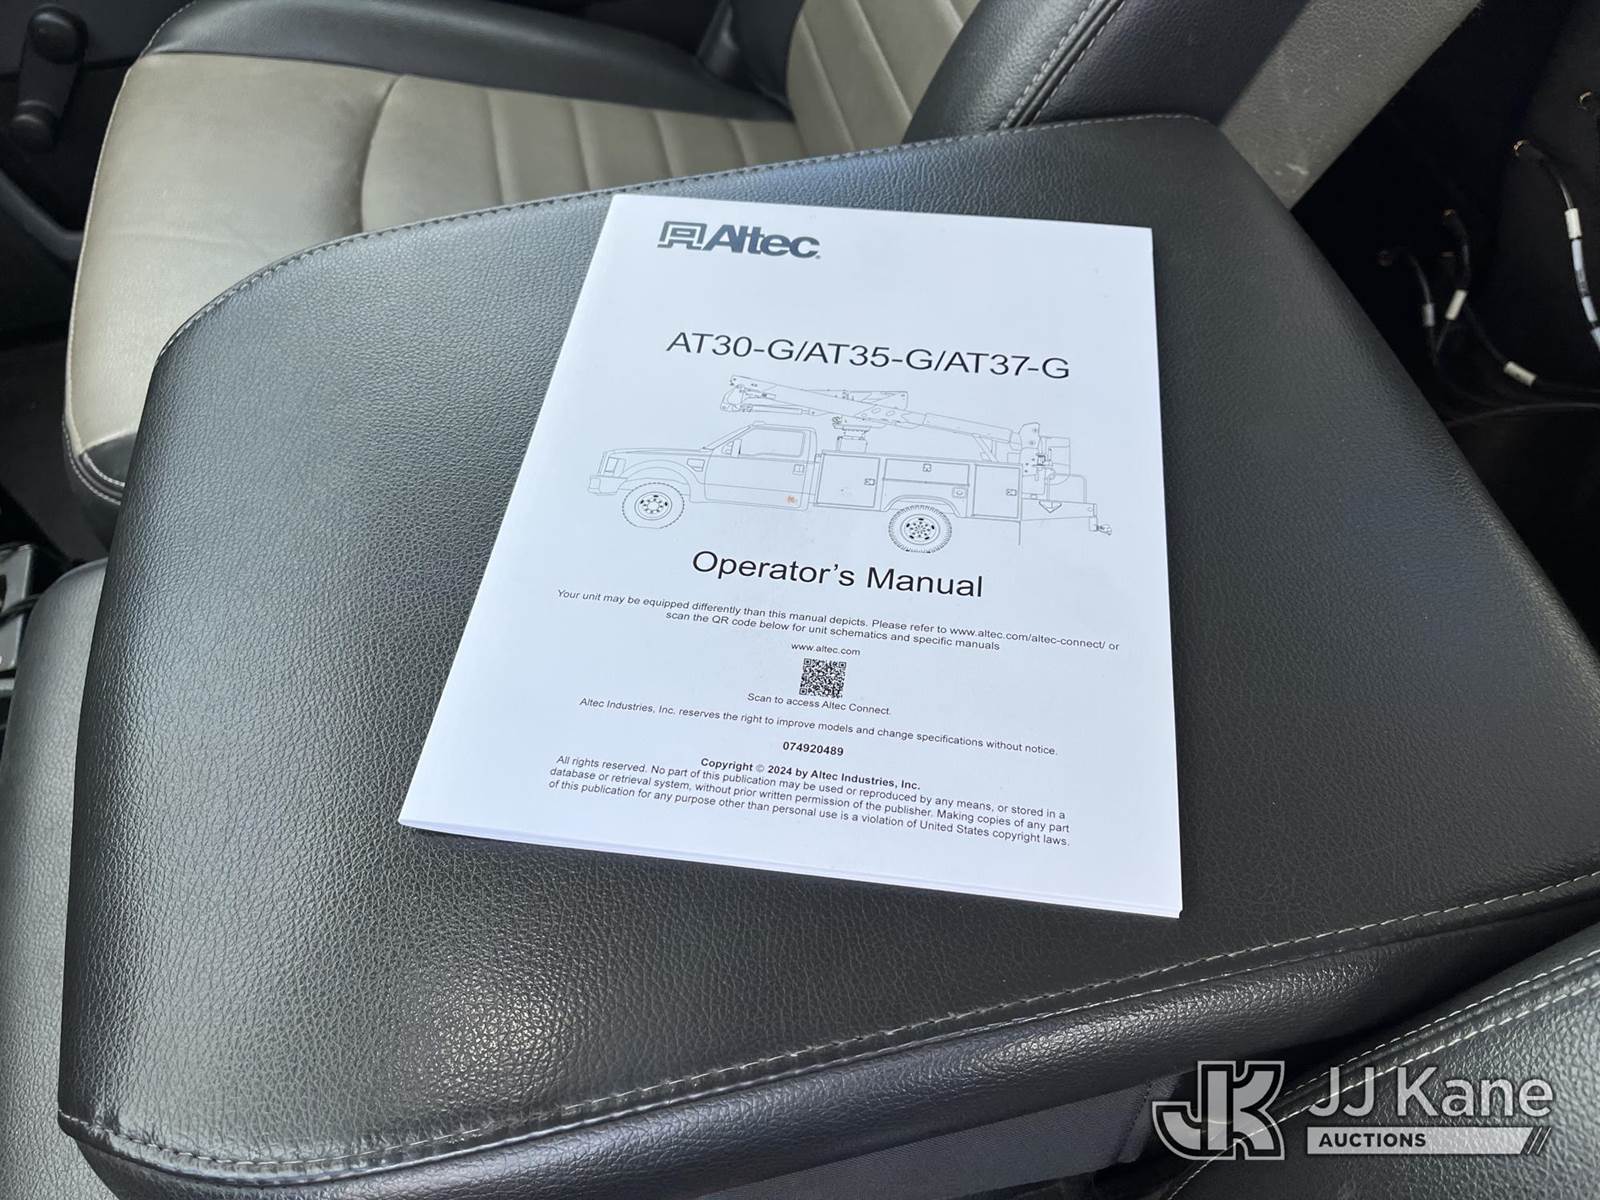 Altec
AT30-G/AT35-G/AT37-G
Operator's Manual
Your unit may be equipped differently than this manual depicts. Please refer to www.altec.com/altec-connect/ or
scan the QR code below for unit schematics and specific manuals
www.altec.com
Scan to access Altec Connect.
Altec Industries, Inc. reserves the right to improve models and change specifications without notice.
074920489
Copyright © 2024 by Altec Industries, Inc.
All rights reserved. No part of this publication may be used or reproduced by any means, or stored in a
database or retrieval system, without prior written permission of the publisher. Making copies of any part
of this publication for any purpose other than personal use is a violation of United States copyright laws.
JK JJ Kane
AUCTIONS